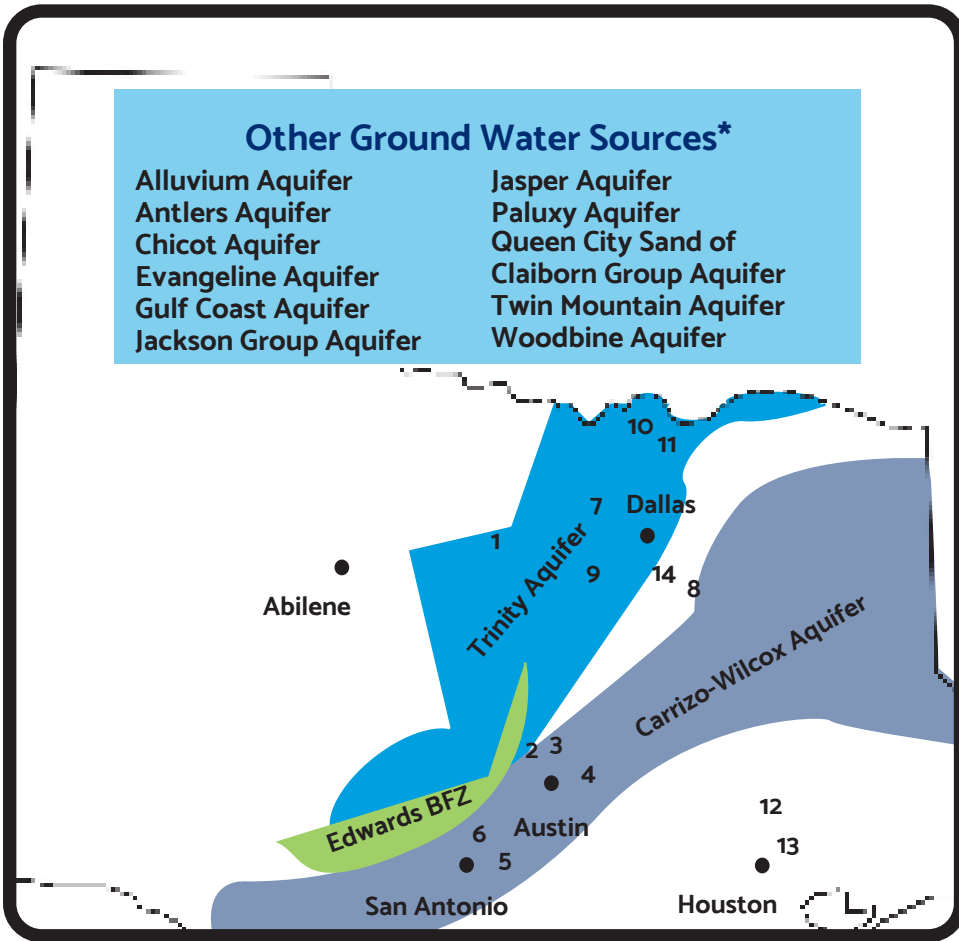 Other Ground Water Sources*
Alluvium Aquifer
Antlers Aquifer
Chicot Aquifer
Evangeline Aquifer
Gulf Coast Aquifer
Jackson Group Aquifer
Jasper Aquifer
Paluxy Aquifer
Queen City Sand of
Claiborn Group Aquifer
Twin Mountain Aquifer
Woodbine Aquifer
10
11
7
Dallas
1
Trinity Aquifer
9
14
8
Abilene
Carrizo-Wilcox Aquifer
2
3
4
Edwards BFZ
Austin
6
5
San Antonio
12
13
Houston